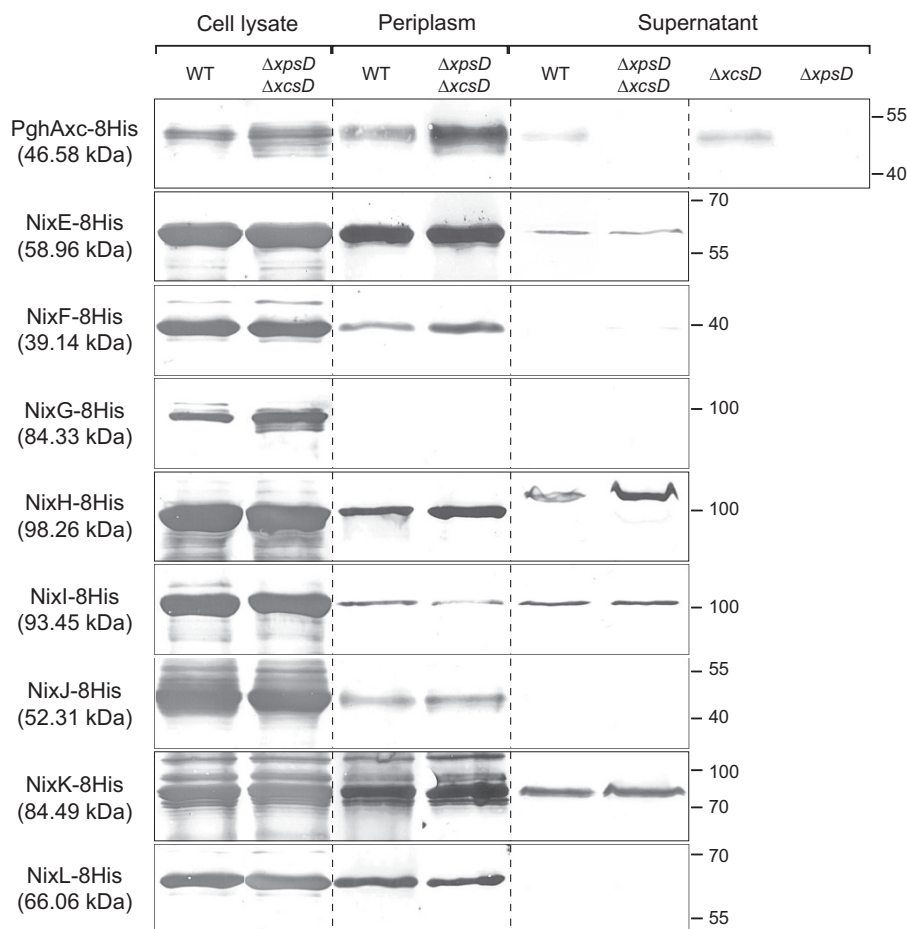 Cell lysate Periplasm Supernatant
WT ΔxpsD ΔxcsD WT ΔxpsD ΔxcsD WT ΔxpsD ΔxcsD ΔxcsD ΔxpsD
PghAxc-8His
(46.58 kDa)
55
40
NixE-8His
(58.96 kDa)
70
55
NixF-8His
(39.14 kDa)
40
NixG-8His
(84.33 kDa)
100
NixH-8His
(98.26 kDa)
100
NixI-8His
(93.45 kDa)
100
NixJ-8His
(52.31 kDa)
55
40
NixK-8His
(84.49 kDa)
100
70
NixL-8His
(66.06 kDa)
70
55